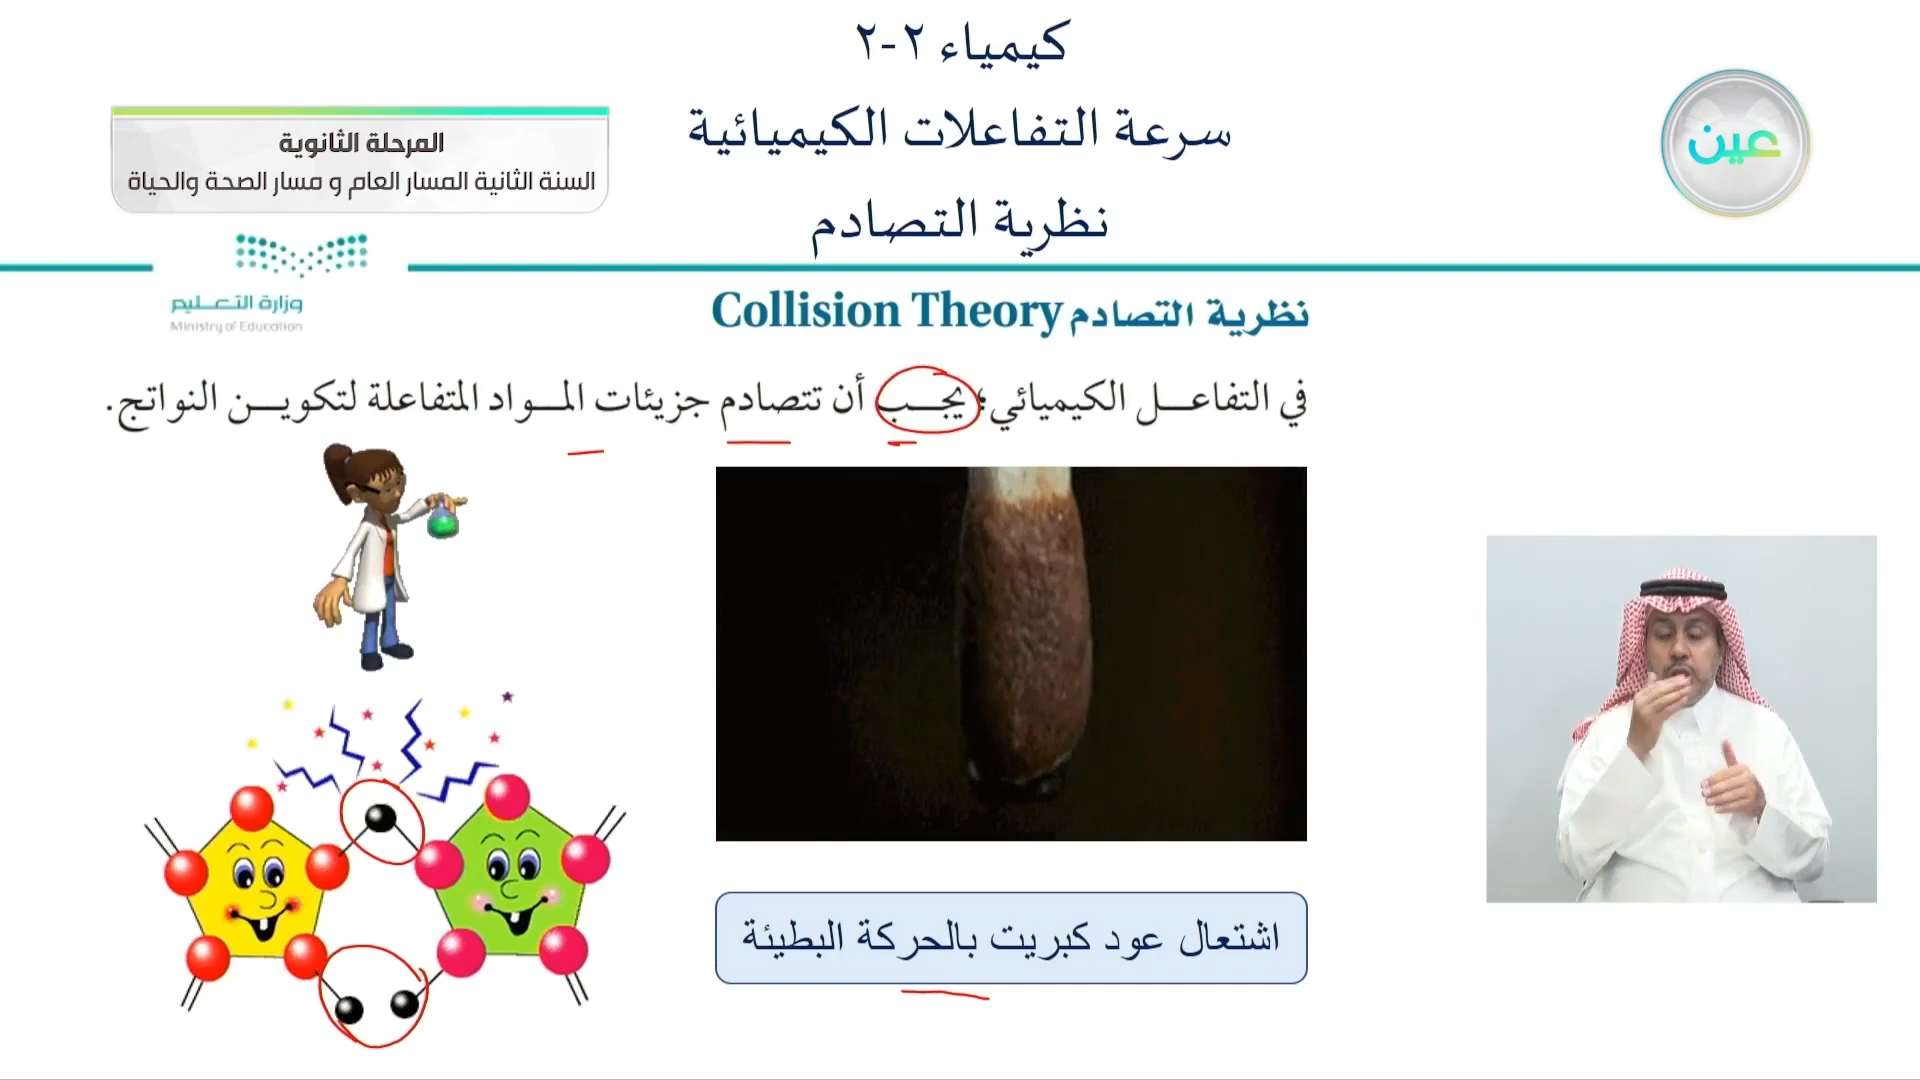 كيمياء ٢-٢
سرعة التفاعلات الكيميائية
نظرية التصادم
المرحلة الثانوية
السنة الثانية المسار العام و مسار الصحة والحياة
عين
وزارة التعليم
Ministry of Education
نظرية التصادم Collision Theory
في التفاعل الكيميائي؛ يجب أن تتصادم جزيئات المواد المتفاعلة لتكوين النواتج.
اشتعال عود كبريت بالحركة البطيئة